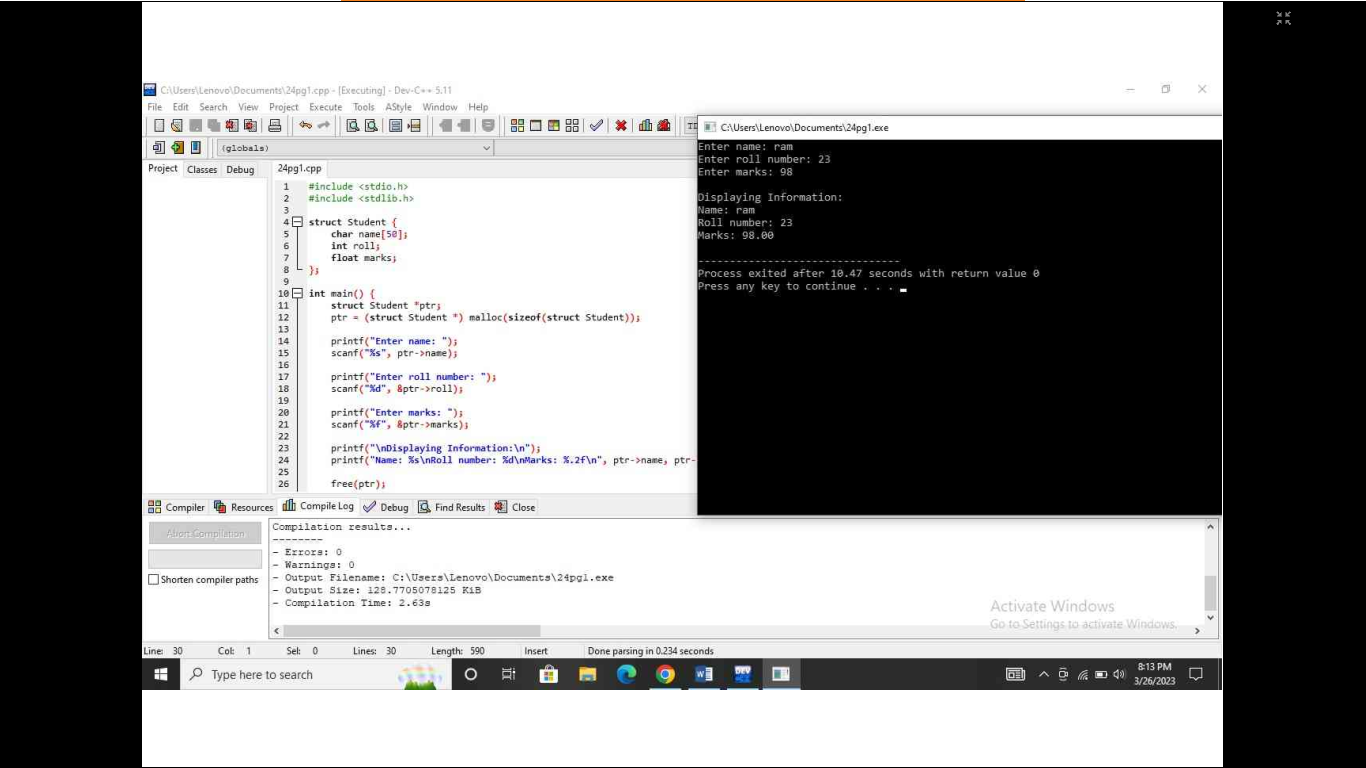 C:\Users\Lenovo\Documents\24pg1.cpp - [Executing] - Dev-C++ 5.11
File Edit Search View Project Execute Tools AStyle Window Help
(globals)
Project Classes Debug
24pg1.cpp
1 #include <stdio.h>
2 #include <stdlib.h>
3
4 struct Student {
5 char name[50];
6 int roll;
7 float marks;
8 };
9
10 int main() {
11 struct Student *ptr;
12 ptr = (struct Student *) malloc(sizeof(struct Student));
13
14 printf("Enter name: ");
15 scanf("%s", ptr->name);
16
17 printf("Enter roll number: ");
18 scanf("%d", &ptr->roll);
19
20 printf("Enter marks: ");
21 scanf("%f", &ptr->marks);
22
23 printf("\nDisplaying Information:\n");
24 printf("Name: %s\nRoll number: %d\nMarks: %.2f\n", ptr->name, ptr-
25
26 free(ptr);
C:\Users\Lenovo\Documents\24pg1.exe
Enter name: ram
Enter roll number: 23
Enter marks: 98
Displaying Information:
Name: ram
Roll number: 23
Marks: 98.00
--------------------------------
Process exited after 10.47 seconds with return value 0
Press any key to continue . . .
Compiler Resources Compile Log Debug Find Results Close
Abort Compilation
Shorten compiler paths
Compilation results...
--------
- Errors: 0
- Warnings: 0
- Output Filename: C:\Users\Lenovo\Documents\24pg1.exe
- Output Size: 128.7705078125 KiB
- Compilation Time: 2.63s
Activate Windows
Go to Settings to activate Windows.
Line: 30 Col: 1 Sel: 0 Lines: 30 Length: 590 Insert Done parsing in 0.234 seconds
Type here to search
8:13 PM
3/26/2023